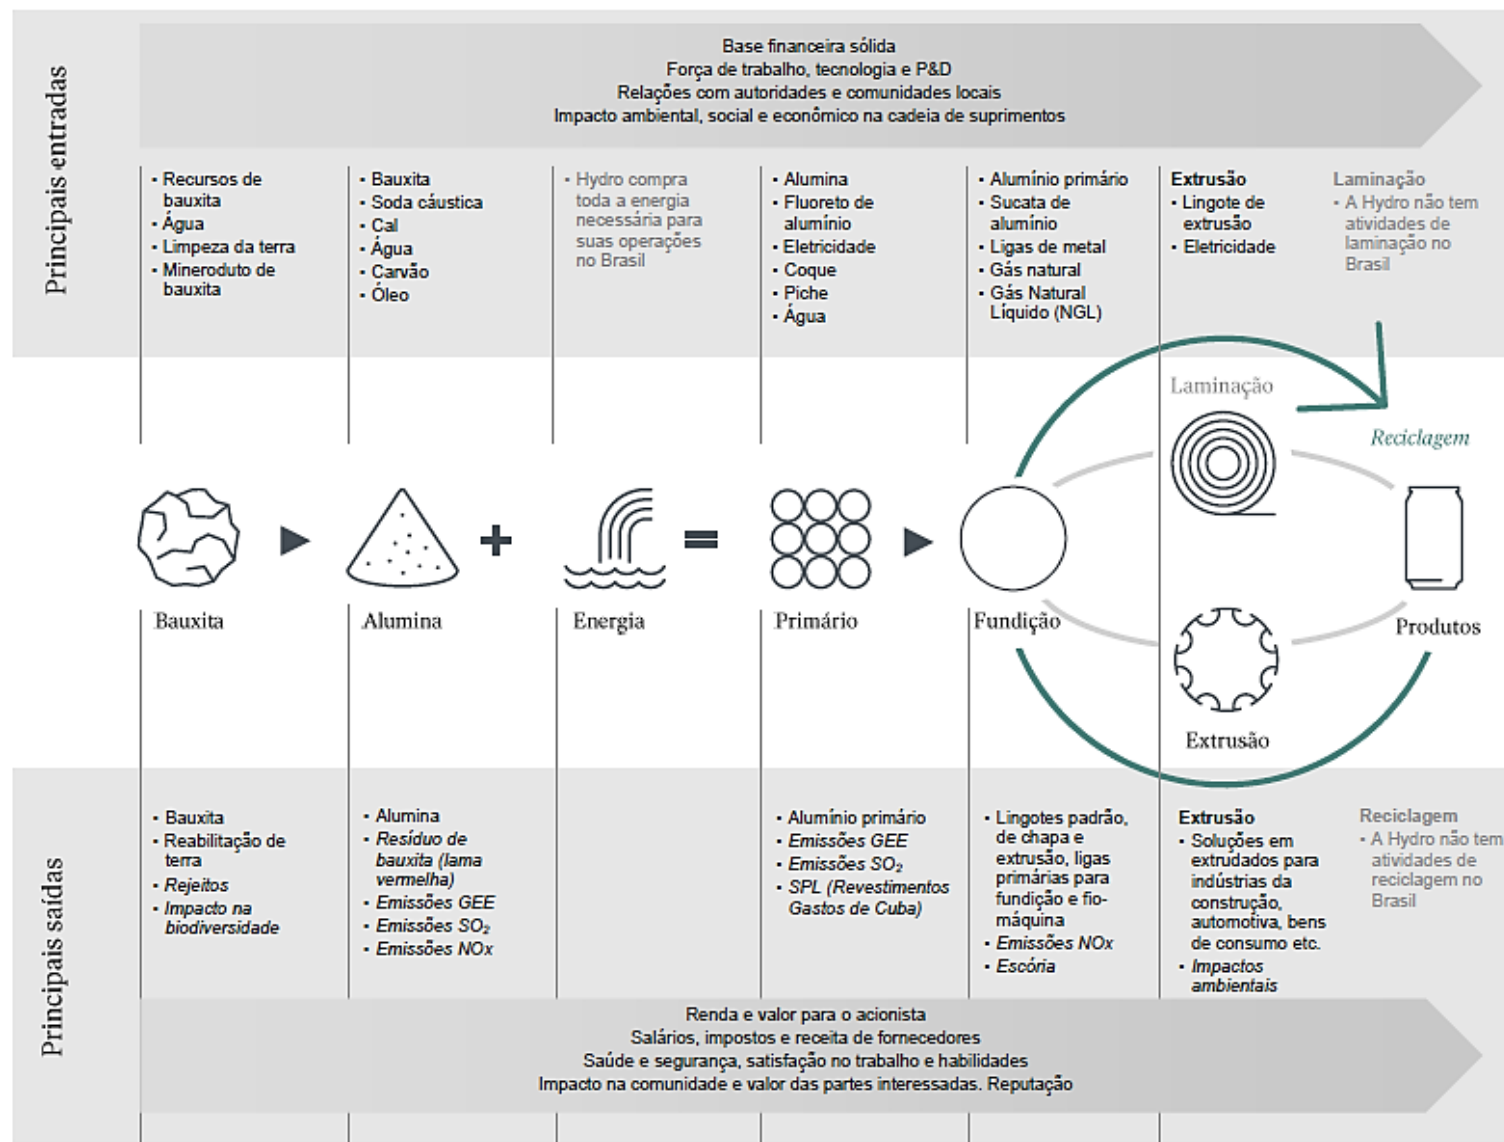 Principais entradas
Base financeira sólida
Força de trabalho, tecnologia e P&D
Relações com autoridades e comunidades locais
Impacto ambiental, social e econômico na cadeia de suprimentos
▪ Recursos de
bauxita
▪ Água
▪ Limpeza da terra
▪ Mineroduto de
bauxita
▪ Bauxita
▪ Soda cáustica
▪ Cal
▪ Água
▪ Carvão
▪ Óleo
▪ Hydro compra
toda a energia
necessária para
suas operações
no Brasil
▪ Alumina
▪ Fluoreto de
alumínio
▪ Eletricidade
▪ Coque
▪ Piche
▪ Água
▪ Alumínio primário
▪ Sucata de
alumínio
▪ Ligas de metal
▪ Gás natural
▪ Gás Natural
Líquido (NGL)
Extrusão
▪ Lingote de
extrusão
▪ Eletricidade
Laminação
▪ A Hydro não tem
atividades de
laminação no
Brasil
Laminação
Reciclagem
Bauxita
Alumina
Energia
Primário
Fundição
Produtos
Extrusão
Principais saídas
▪ Bauxita
▪ Reabilitação de
terra
▪ Rejeitos
▪ Impacto na
biodiversidade
▪ Alumina
▪ Resíduo de
bauxita (lama
vermelha)
▪ Emissões GEE
▪ Emissões SO₂
▪ Emissões NOx
▪ Alumínio primário
▪ Emissões GEE
▪ Emissões SO₂
▪ SPL (Revestimentos
Gastos de Cuba)
▪ Lingotes padrão,
de chapa e
extrusão, ligas
primárias para
fundição e fio-
máquina
▪ Emissões NOx
▪ Escória
Extrusão
▪ Soluções em
extrudados para
indústrias da
construção,
automotiva, bens
de consumo etc.
▪ Impactos
ambientais
Reciclagem
▪ A Hydro não tem
atividades de
reciclagem no
Brasil
Renda e valor para o acionista
Salários, impostos e receita de fornecedores
Saúde e segurança, satisfação no trabalho e habilidades
Impacto na comunidade e valor das partes interessadas. Reputação